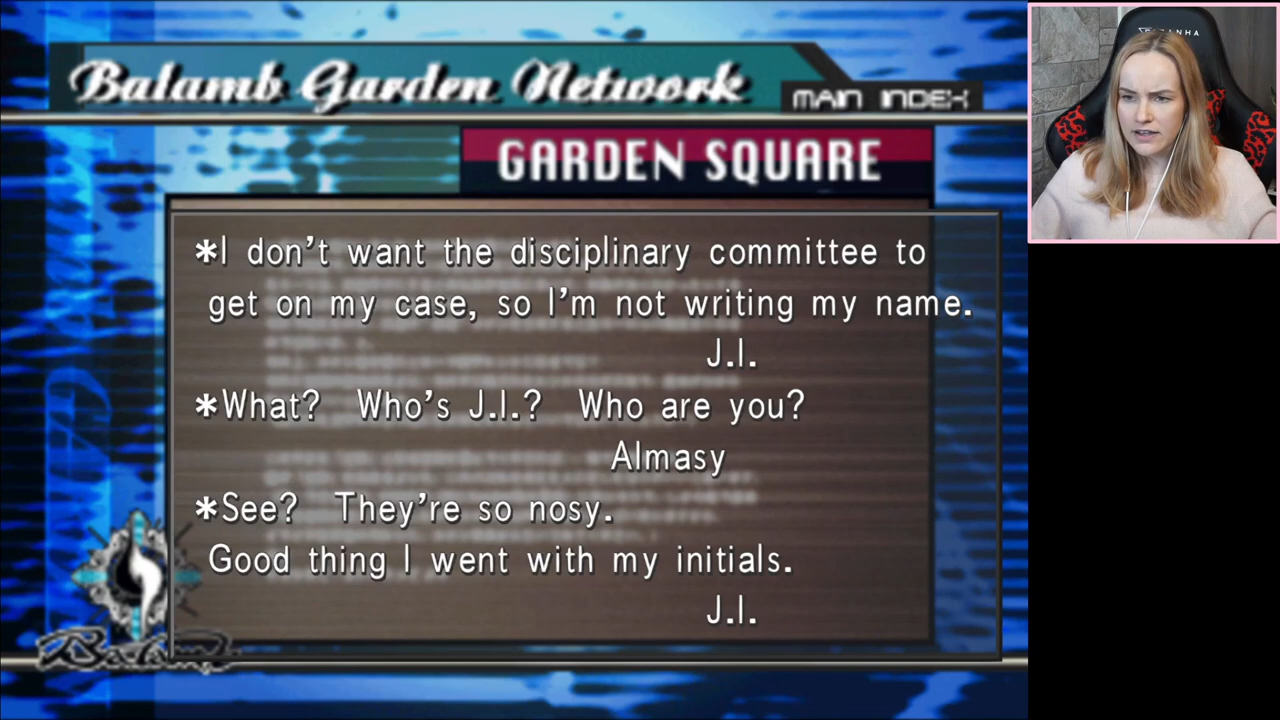 Balamb Garden Network
MAIN INDEX
GARDEN SQUARE
*I don't want the disciplinary committee to
get on my case, so I'm not writing my name.
J.I.
*What? Who's J.I.? Who are you?
Almasy
*See? They're so nosy.
Good thing I went with my initials.
J.I.
Balamb